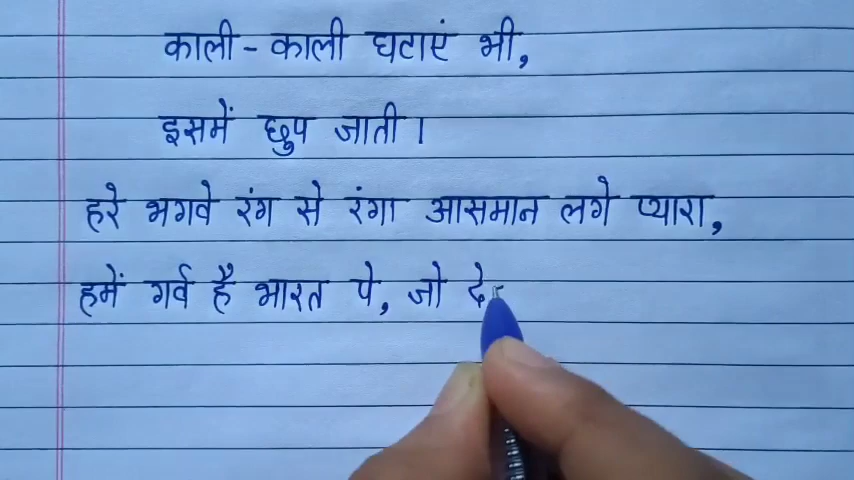 काली - काली घटाएं भी,
इसमें छुप जाती।
हरे भगवे रंग से रंगा आसमान लगे प्यारा,
हमें गर्व है भारत पे, जो